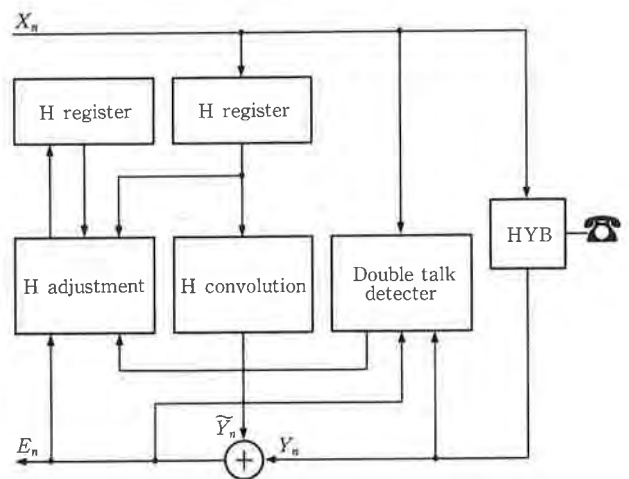 Xn
H register
H register
HYB
H adjustment
H convolution
Double talk
detecter
Ỹn
En
Yn